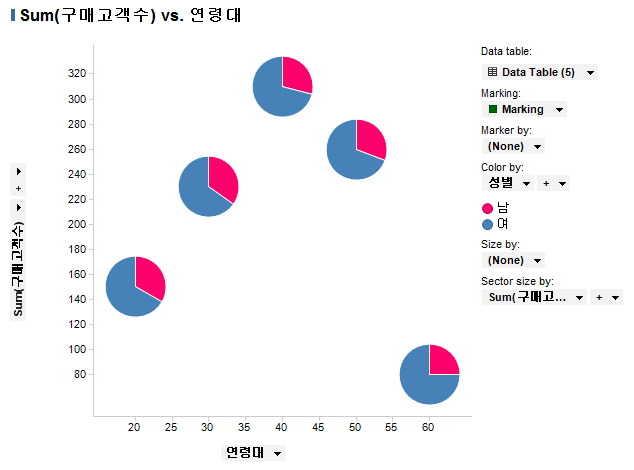 Sum(구매고객수) vs. 연령대
320
300
280
260
240
220
200
180
160
140
120
100
80
20 25 30 35 40 45 50 55 60
+
Sum(구매고객수)
연령대
Data table:
Data Table (5)
Marking:
Marking
Marker by:
(None)
Color by:
성별 +
남
여
Size by:
(None)
Sector size by:
Sum(구매고... +